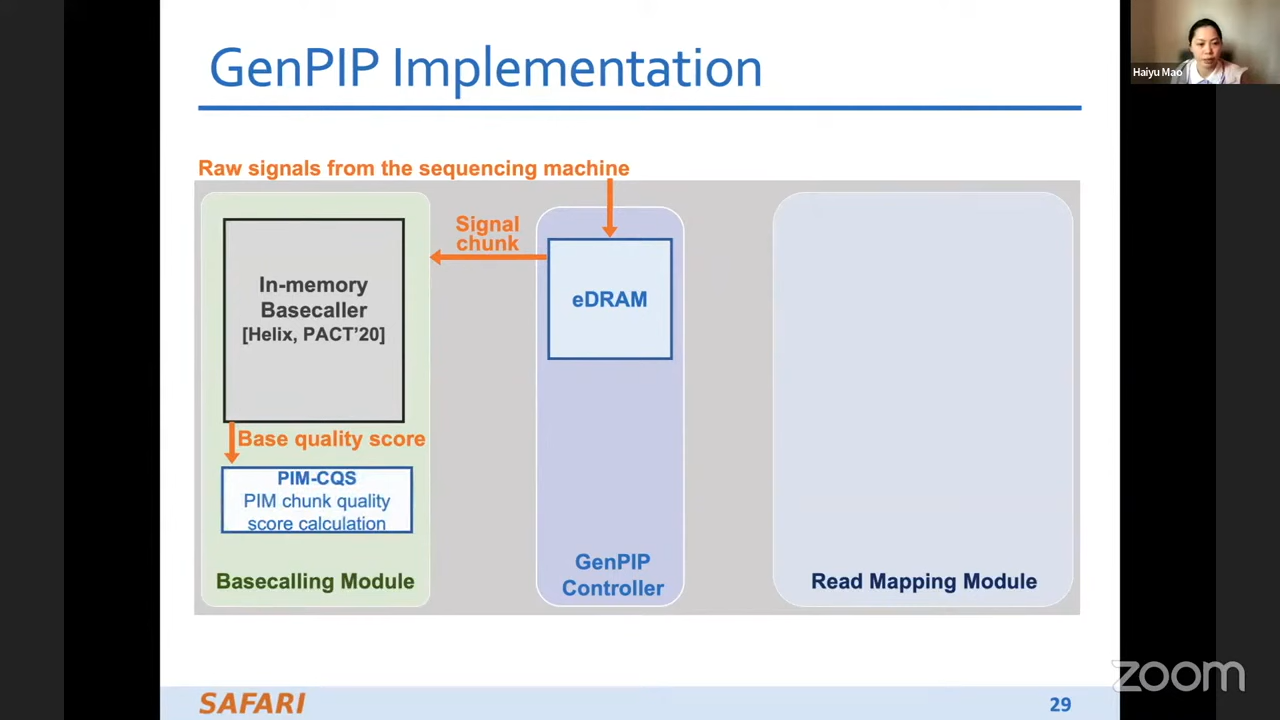 GenPIP Implementation
Haiyu Mao
Raw signals from the sequencing machine
Signal
chunk
In-memory
Basecaller
[Helix, PACT'20]
eDRAM
Base quality score
PIM-CQS
PIM chunk quality
score calculation
Basecalling Module
GenPIP
Controller
Read Mapping Module
zoom
SAFARI
29